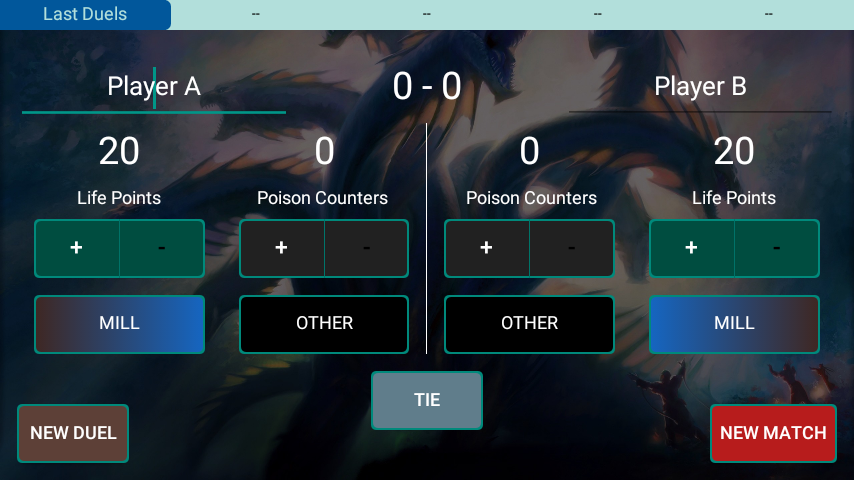 Last Duels -- -- -- --
Player A 0 - 0 Player B
20 0 0 20
Life Points Poison Counters Poison Counters Life Points
+ - + - + - + -
MILL OTHER OTHER MILL
TIE
NEW DUEL NEW MATCH